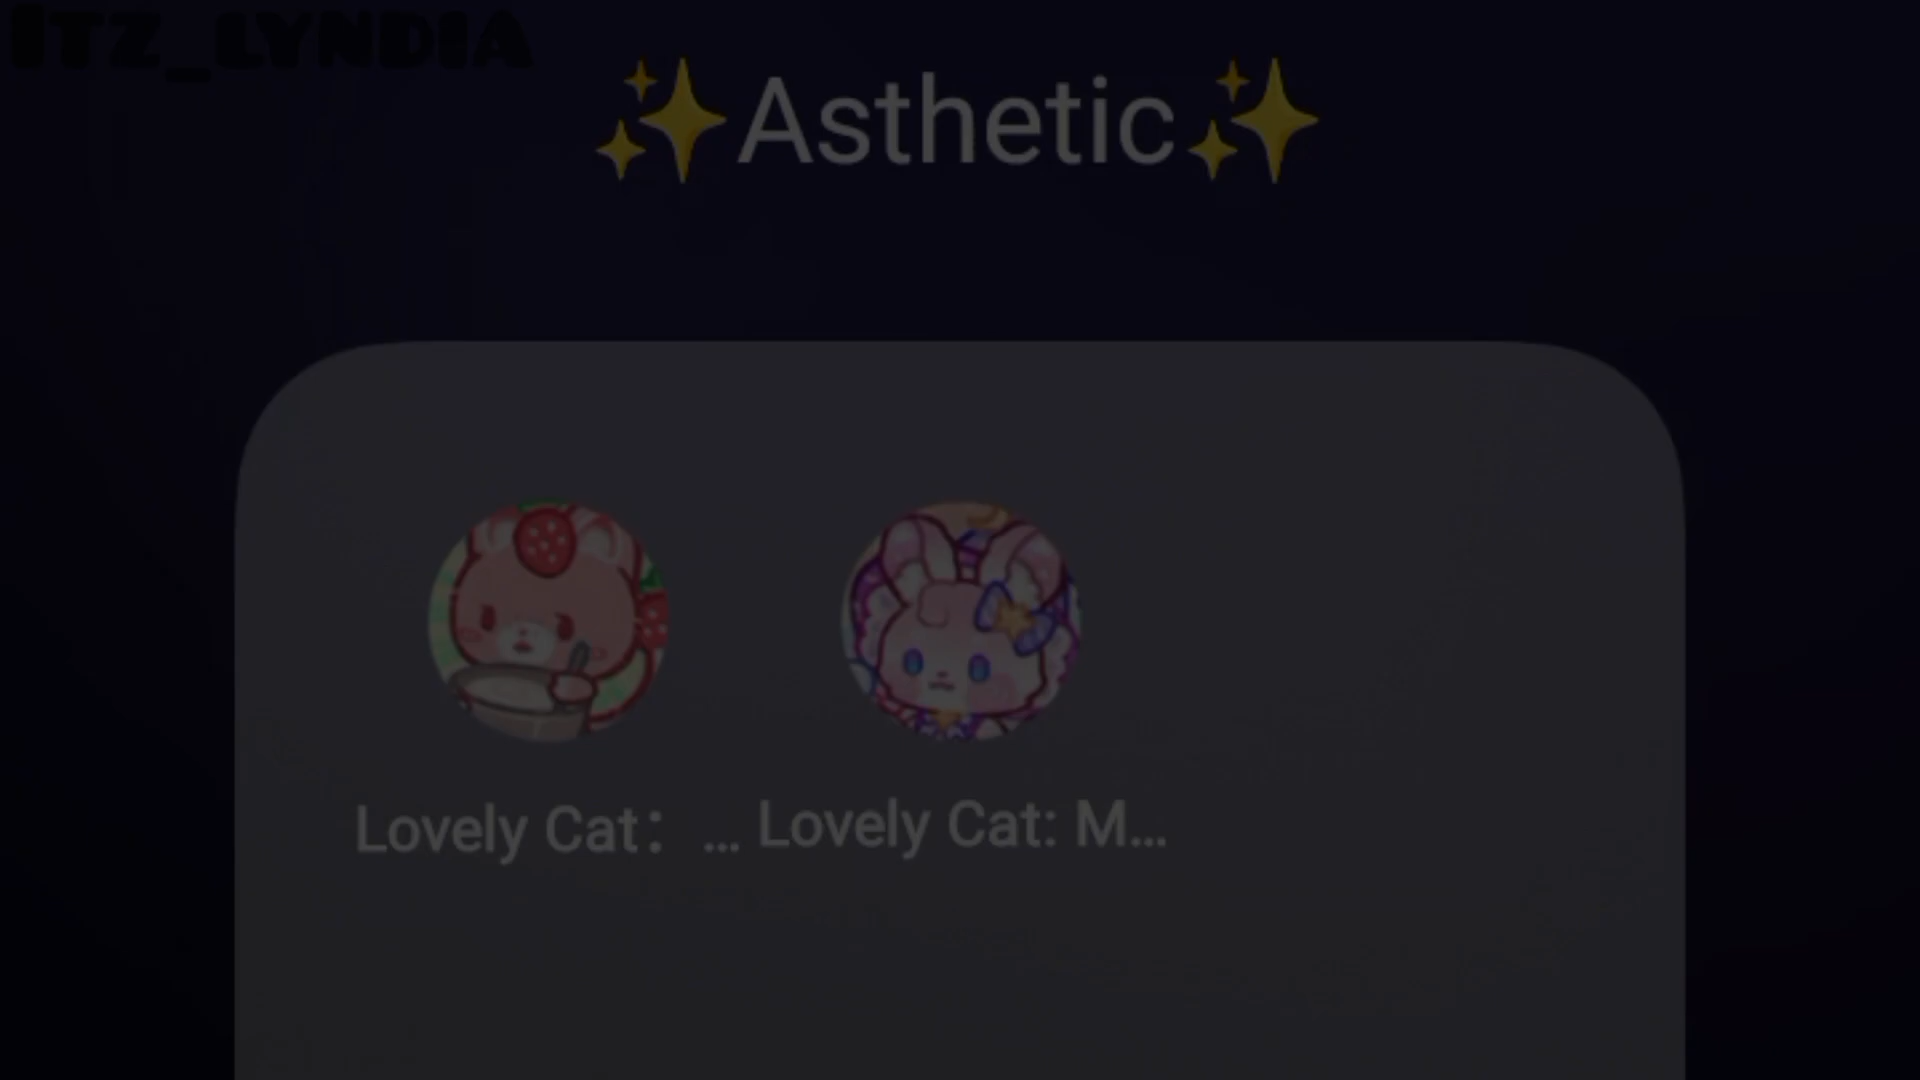 ITZ_LYNDIA
✨Asthetic✨
Lovely Cat： ...
Lovely Cat: M...